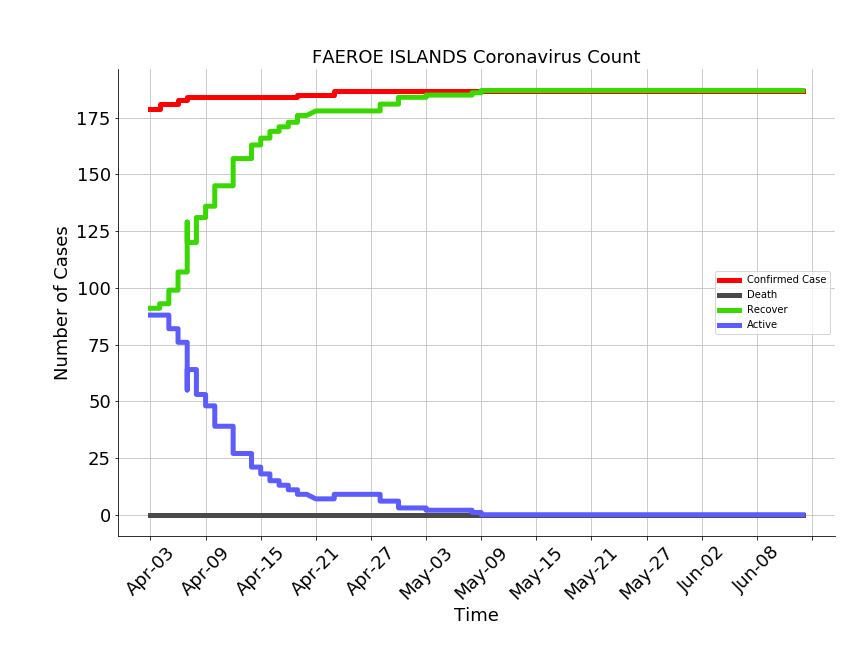 FAEROE ISLANDS Coronavirus Count
Number of Cases
175
150
125
100
75
50
25
0
Confirmed Case
Death
Recover
Active
Apr-03
Apr-09
Apr-15
Apr-21
Apr-27
May-03
May-09
May-15
May-21
May-27
Jun-02
Jun-08
Time